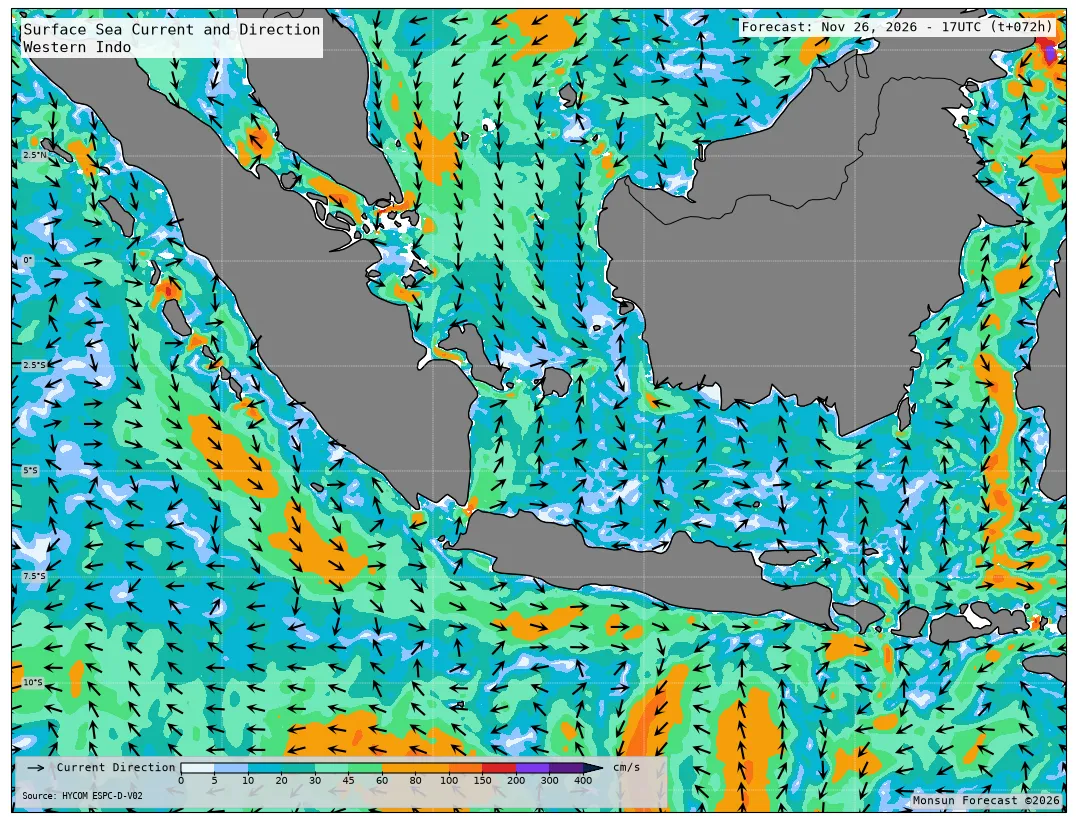 Surface Sea Current and Direction
Western Indo
Forecast: Nov 26, 2026 - 17UTC (t+072h)
2.5°N
0°
2.5°S
5°S
7.5°S
10°S
Current Direction
0 5 10 20 30 45 60 80 100 150 200 300 400 cm/s
Source: HYCOM ESPC-D-V02
Monsun Forecast ©2026